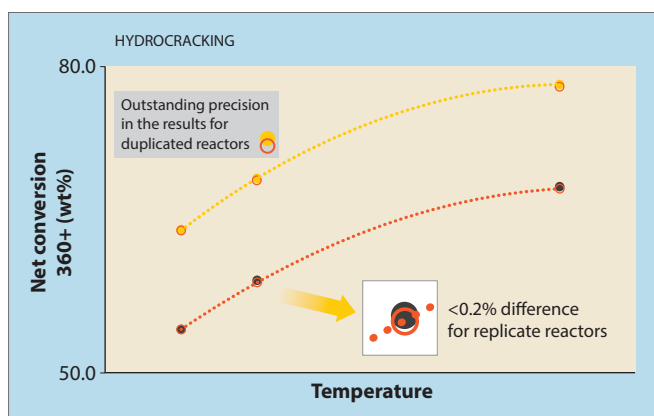 HYDROCRACKING
80.0
Outstanding precision
in the results for
duplicated reactors
Net conversion
360+ (wt%)
<0.2% difference
for replicate reactors
50.0
Temperature